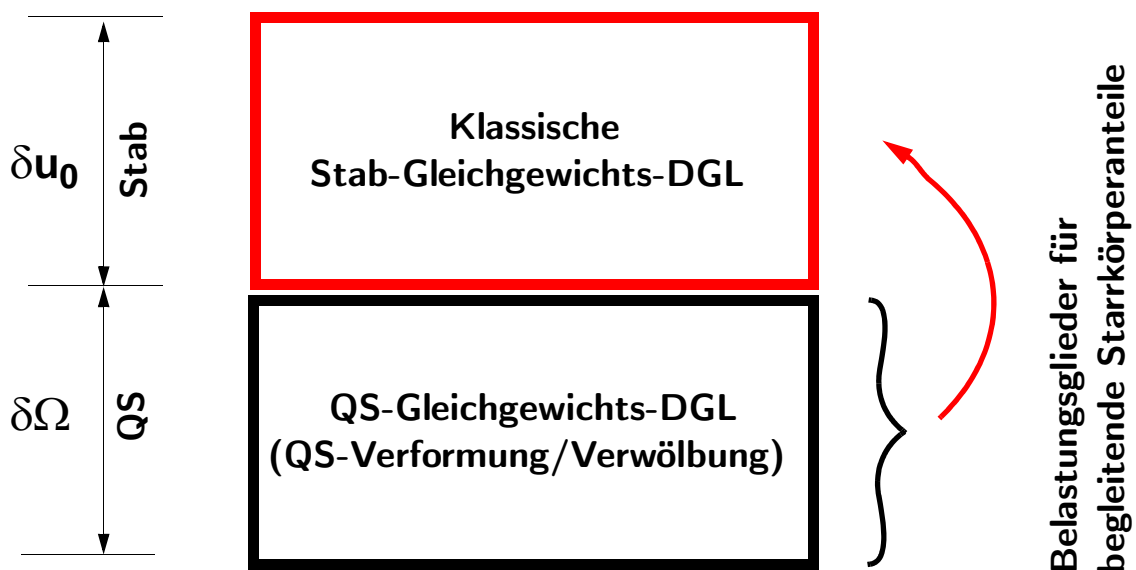 δu₀
Stab
Klassische
Stab-Gleichgewichts-DGL
δΩ
QS
QS-Gleichgewichts-DGL
(QS-Verformung/Verwölbung)
Belastungsglieder für
begleitende Starrkörperanteile